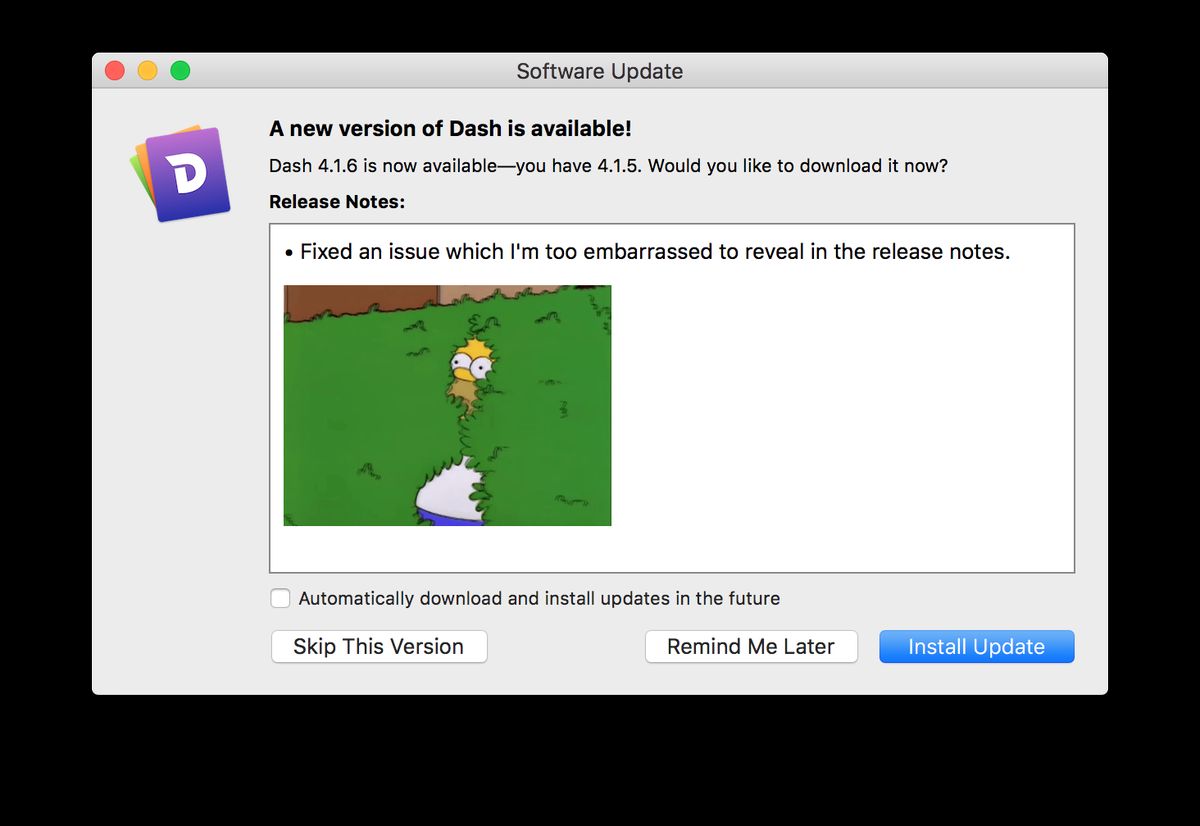 Software Update
D
A new version of Dash is available!
Dash 4.1.6 is now available—you have 4.1.5. Would you like to download it now?
Release Notes:
• Fixed an issue which I'm too embarrassed to reveal in the release notes.
Automatically download and install updates in the future
Skip This Version
Remind Me Later
Install Update